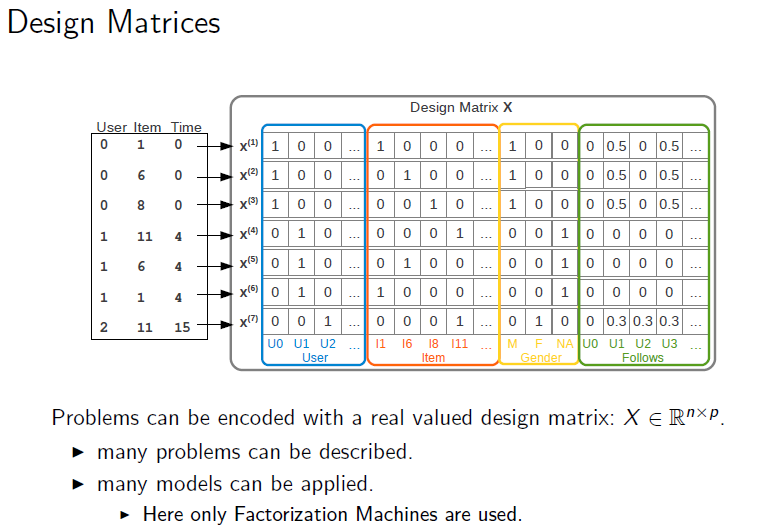 Design Matrices
Design Matrix X
User Item Time
0 1 0 x(1) 1 0 0 ... 1 0 0 0 ... 1 0 0 0 0.5 0 0.5 ...
0 6 0 x(2) 1 0 0 ... 0 1 0 0 ... 1 0 0 0 0.5 0 0.5 ...
0 8 0 x(3) 1 0 0 ... 0 0 1 0 ... 1 0 0 0 0.5 0 0.5 ...
1 11 4 x(4) 0 1 0 ... 0 0 0 1 ... 0 0 1 0 0 0 0 ...
1 6 4 x(5) 0 1 0 ... 0 1 0 0 ... 0 0 1 0 0 0 0 ...
1 1 4 x(6) 0 1 0 ... 1 0 0 0 ... 0 0 1 0 0 0 0 ...
2 11 15 x(7) 0 0 1 ... 0 0 0 1 ... 0 1 0 0 0.3 0.3 0.3 ...
U0 U1 U2 ... I1 I6 I8 I11 ... M F NA U0 U1 U2 U3 ...
User Item Gender Follows
Problems can be encoded with a real valued design matrix: X ∈ ℝⁿˣᵖ.
► many problems can be described.
► many models can be applied.
► Here only Factorization Machines are used.